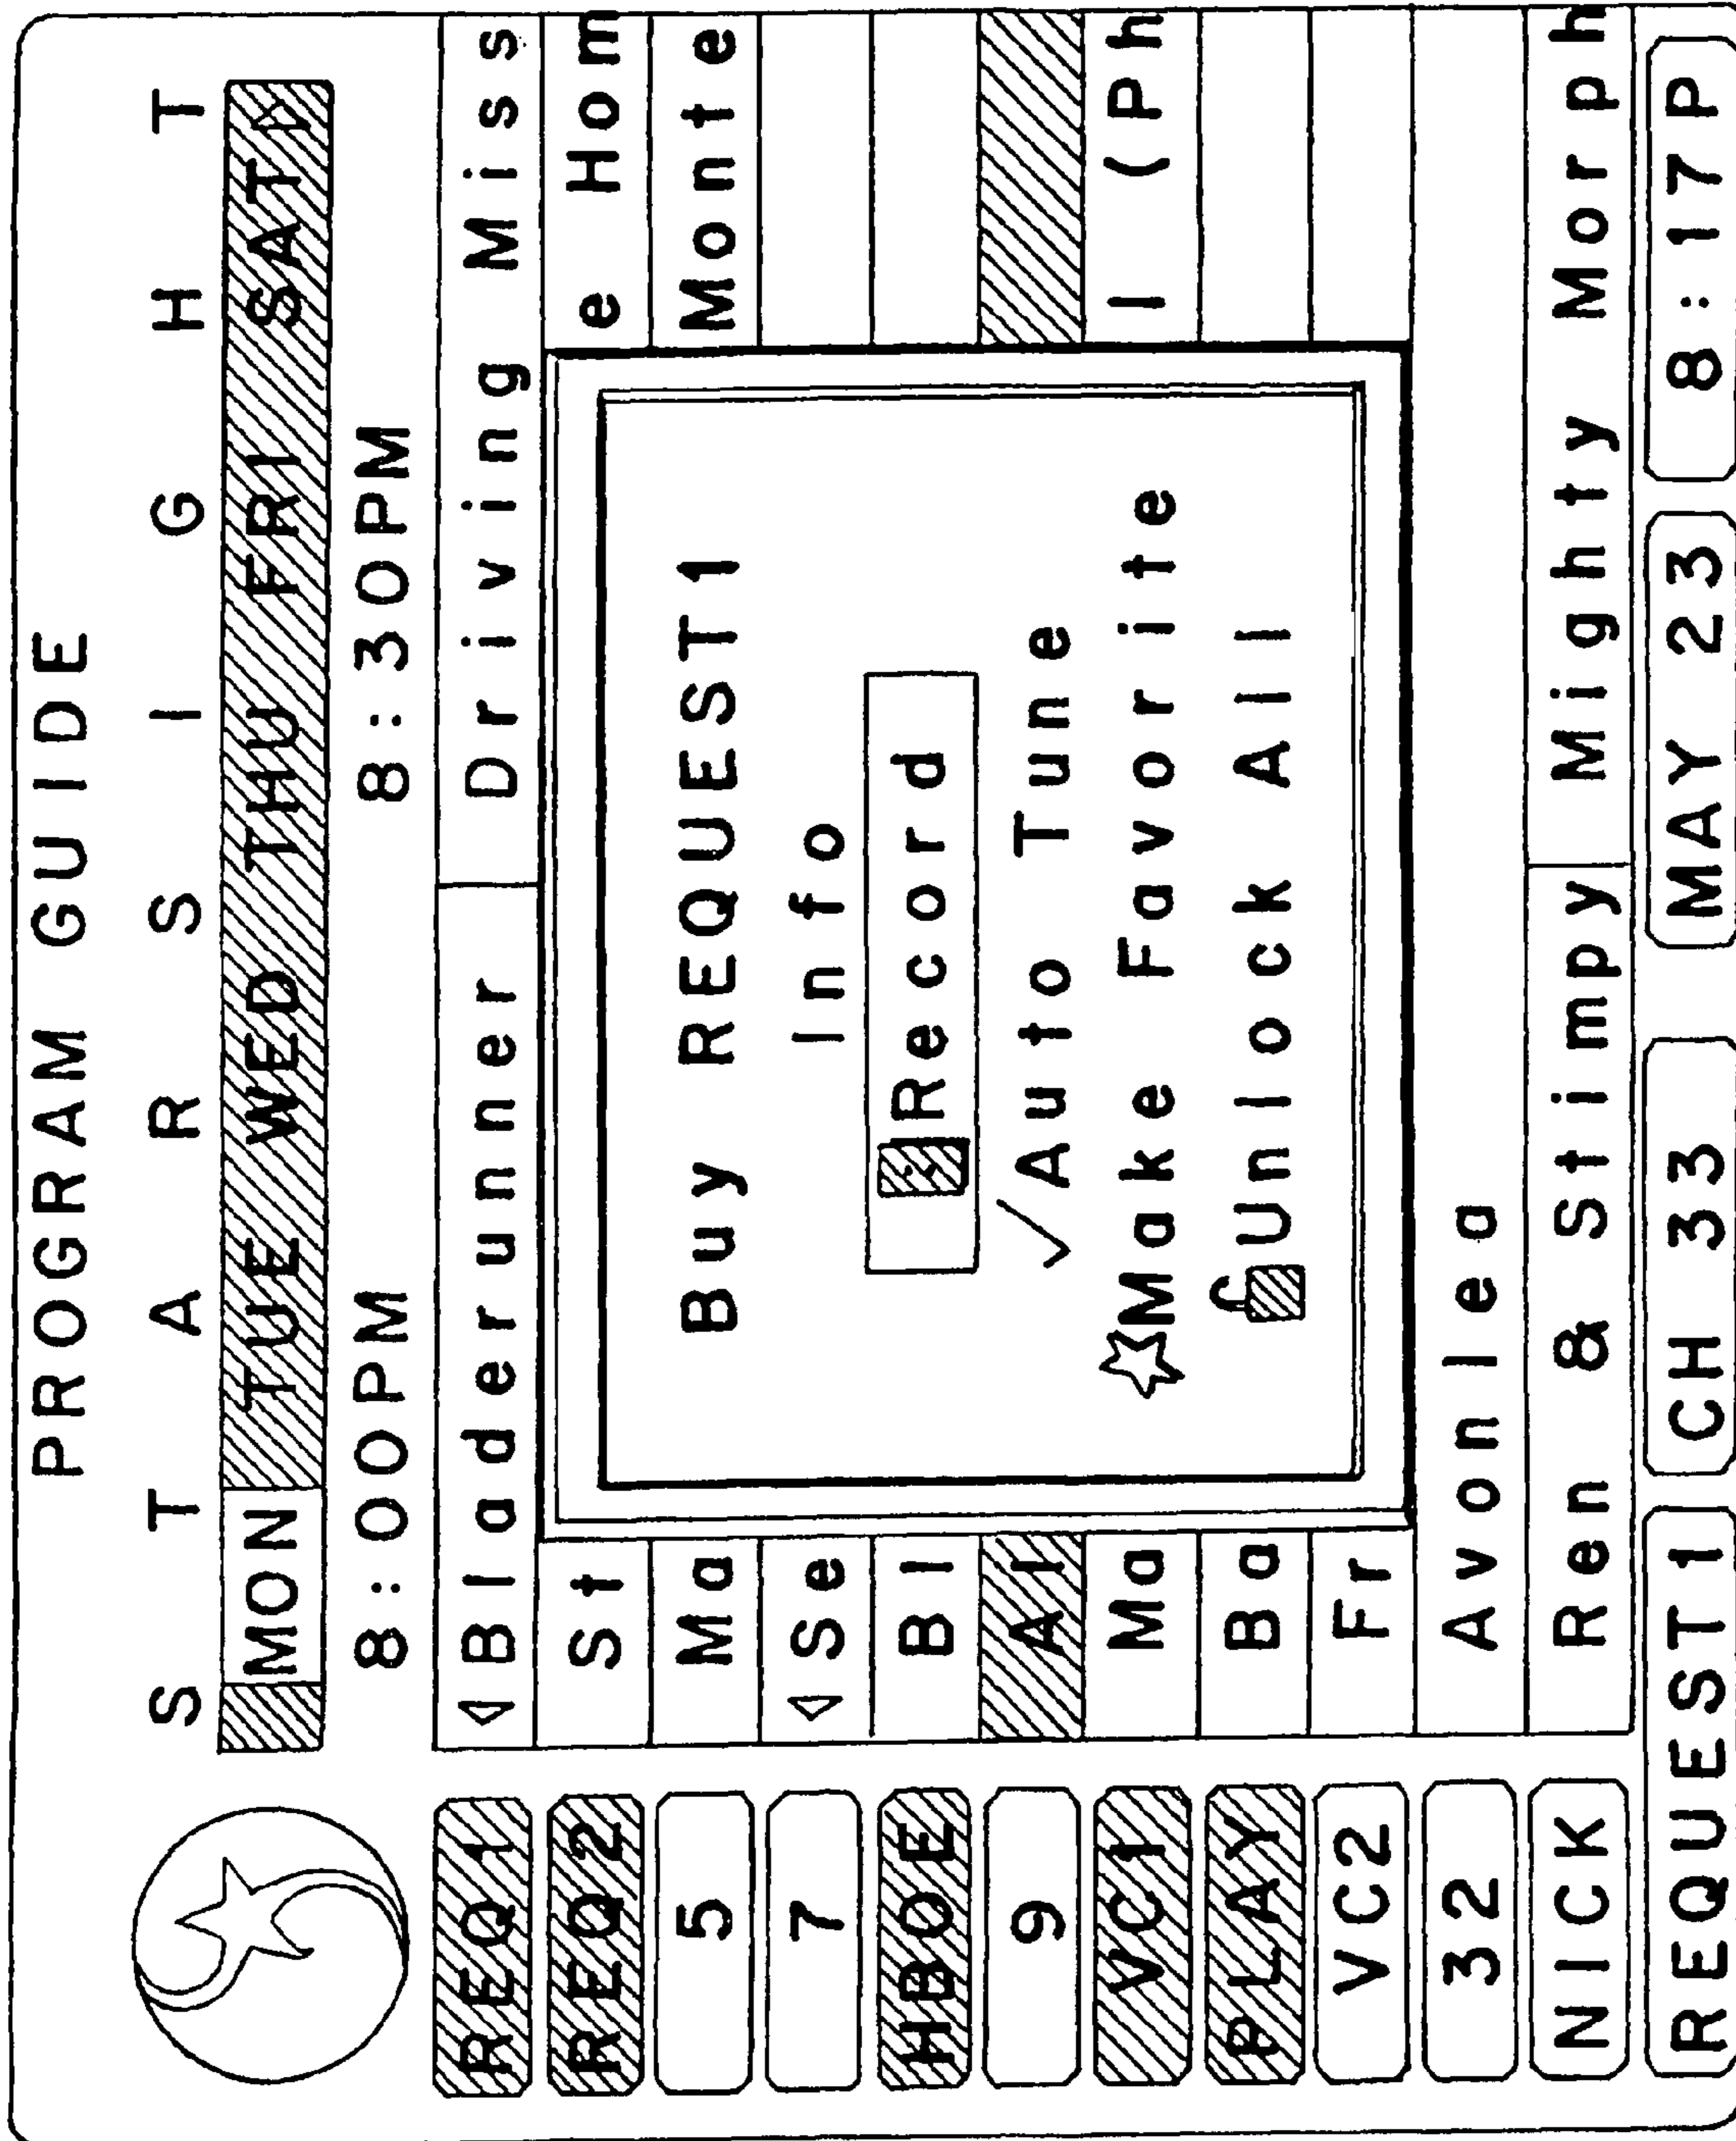 PROGRAM GUIDE
S T A R S I G H T
MON TUE WED THU FRI SAT
8:00PM 8:30PM
REQ1 Bladerunner Driving Miss
REQ2 St e Hom
5 Ma Monte
7 Se
HBOE Bl
9 Al
VC1 Ma l (Ph
PLAY Ba
VC2 Fr
32 Avonlea
NICK Ren & Stimpy Mighty Morph
Buy REQUEST1
Info
Record
✓Auto Tune
Make Favorite
Unlock All
REQUEST1 CH 33 MAY 23 8:17P